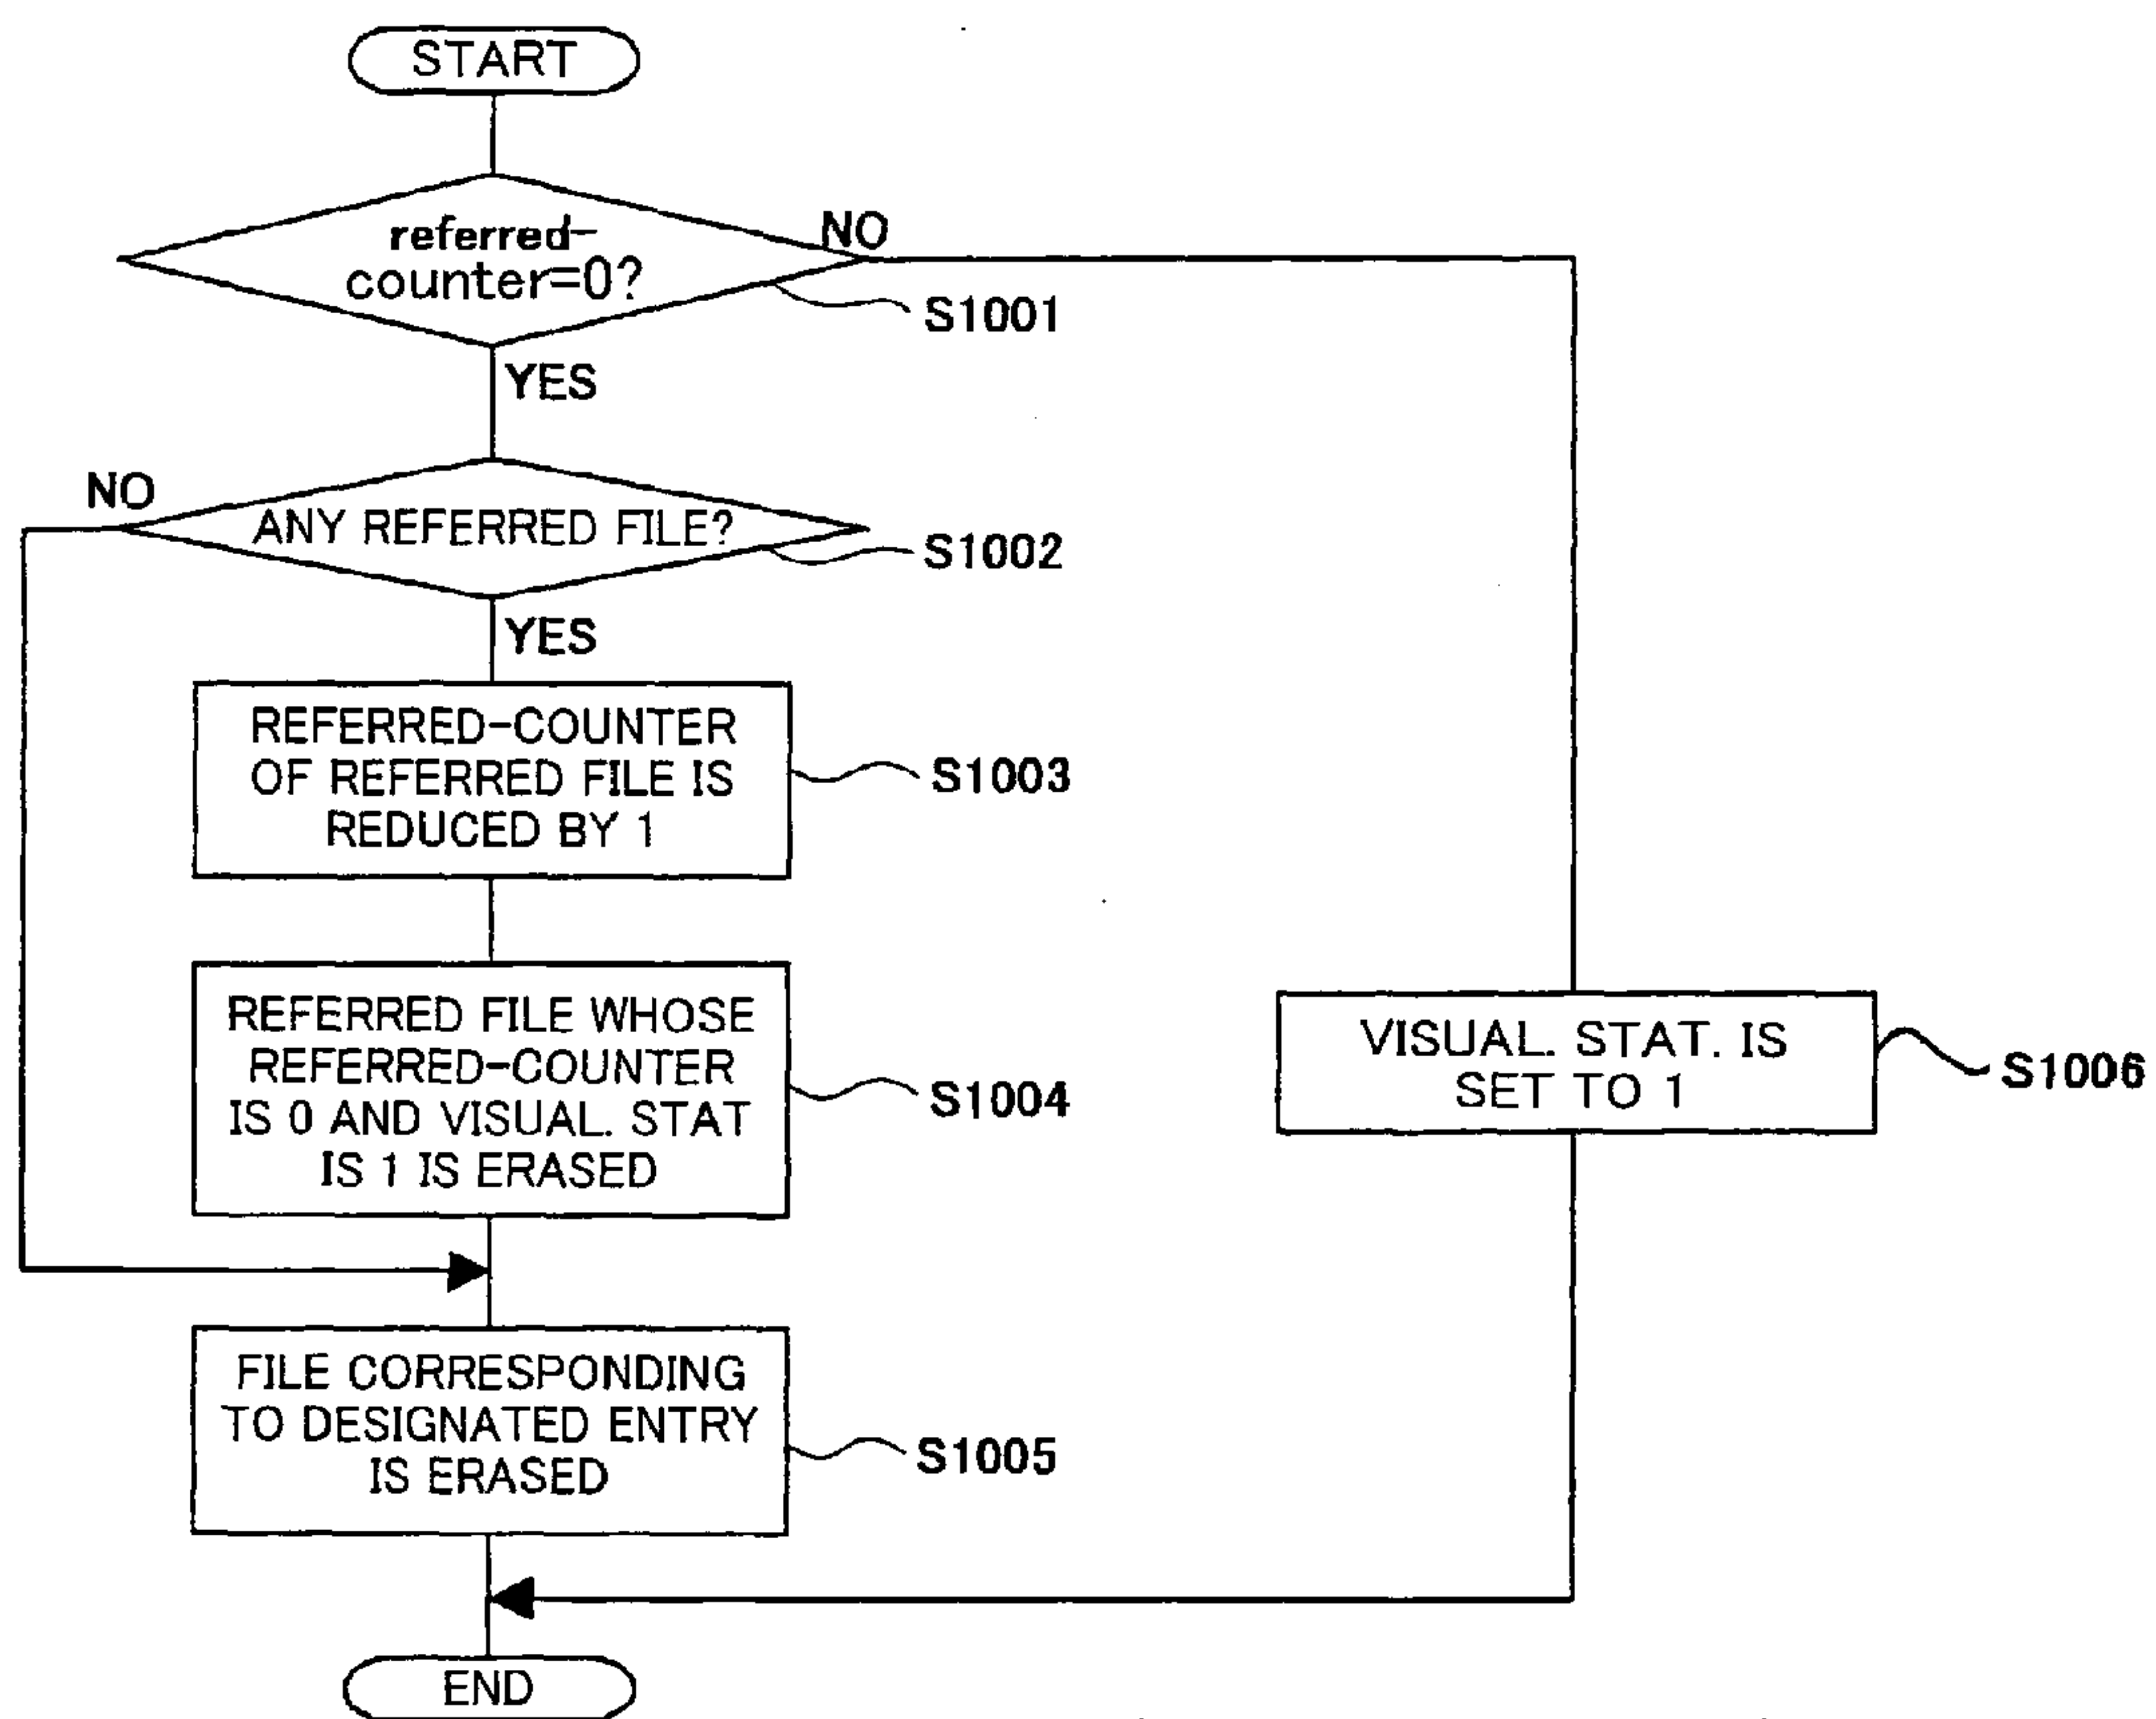 START
referred-
counter=0?
NO
S1001
YES
NO
ANY REFERRED FILE?
S1002
YES
REFERRED-COUNTER
OF REFERRED FILE IS
REDUCED BY 1
S1003
REFERRED FILE WHOSE
REFERRED-COUNTER
IS 0 AND VISUAL. STAT
IS 1 IS ERASED
S1004
VISUAL. STAT. IS
SET TO 1
S1006
FILE CORRESPONDING
TO DESIGNATED ENTRY
IS ERASED
S1005
END